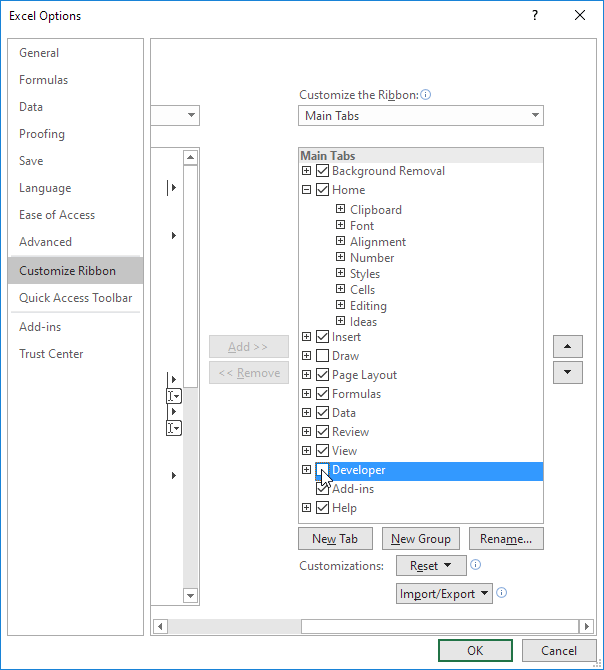 Excel Options
?
General
Formulas
Data
Proofing
Save
Language
Ease of Access
Advanced
Customize Ribbon
Quick Access Toolbar
Add-ins
Trust Center
Add >>
<< Remove
Customize the Ribbon:
Main Tabs
Main Tabs
Background Removal
Home
Clipboard
Font
Alignment
Number
Styles
Cells
Editing
Ideas
Insert
Draw
Page Layout
Formulas
Data
Review
View
Developer
Add-ins
Help
New Tab New Group Rename...
Customizations: Reset
Import/Export
OK Cancel